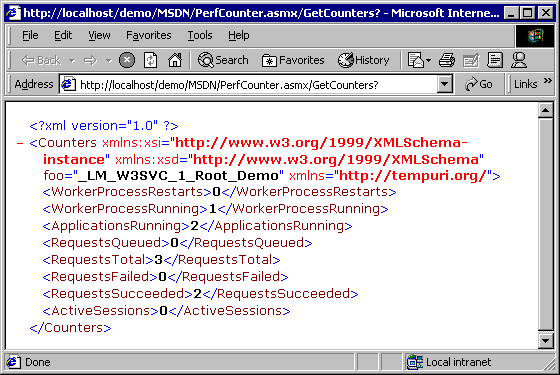 http://localhost/demo/MSDN/PerfCounter.asmx/GetCounters? - Microsoft Interne...
File Edit View Favorites Tools Help
Back Search Favorites History
Address http://localhost/demo/MSDN/PerfCounter.asmx/GetCounters? Go Links »
<?xml version="1.0" ?>
- <Counters xmlns:xsi="http://www.w3.org/1999/XMLSchema-
instance" xmlns:xsd="http://www.w3.org/1999/XMLSchema"
foo="_LM_W3SVC_1_Root_Demo" xmlns="http://tempuri.org/">
<WorkerProcessRestarts>0</WorkerProcessRestarts>
<WorkerProcessRunning>1</WorkerProcessRunning>
<ApplicationsRunning>2</ApplicationsRunning>
<RequestsQueued>0</RequestsQueued>
<RequestsTotal>3</RequestsTotal>
<RequestsFailed>0</RequestsFailed>
<RequestsSucceeded>2</RequestsSucceeded>
<ActiveSessions>0</ActiveSessions>
</Counters>
Done Local intranet